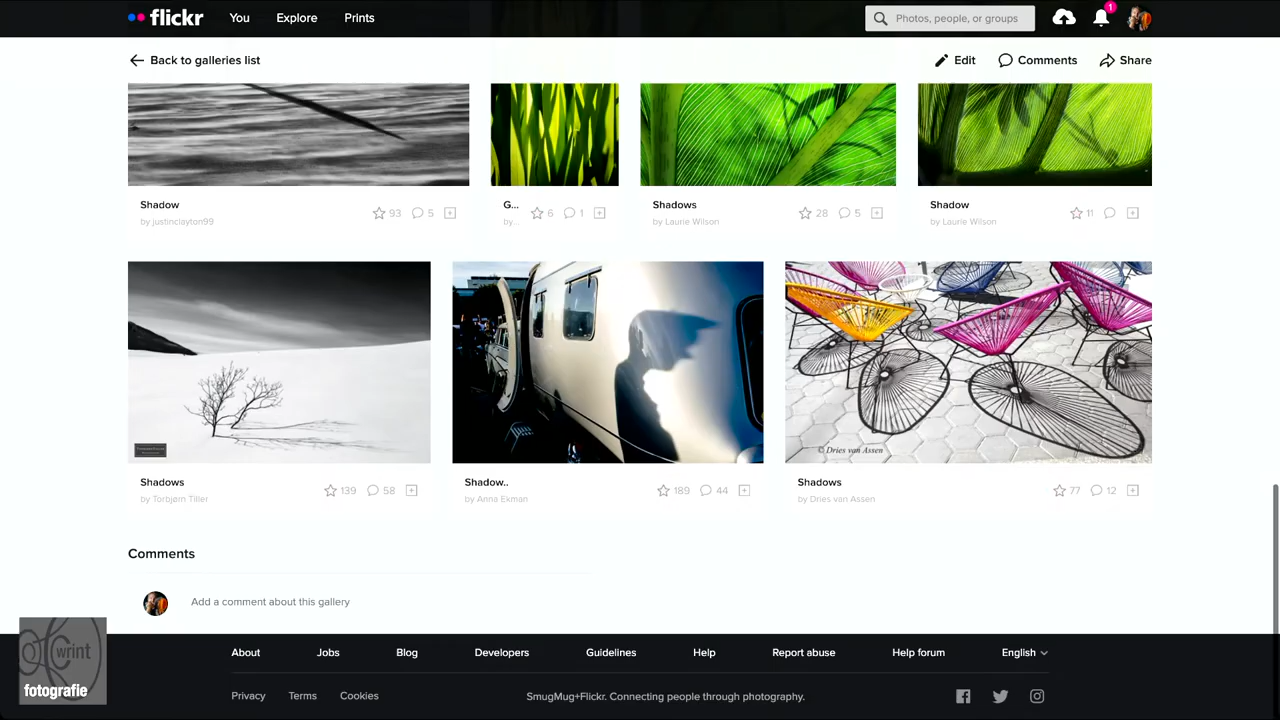 flickr You Explore Prints Photos, people, or groups 1
Back to galleries list Edit Comments Share
Shadow 93 5
by justinclayton99
G... 6 1
by...
Shadows 28 5
by Laurie Wilson
Shadow 11
by Laurie Wilson
© Dries van Assen
Shadows 139 58
by Torbjørn Tiller
Shadow.. 189 44
by Anna Ekman
Shadows 77 12
by Dries van Assen
Comments
Add a comment about this gallery
wrint
fotografie
About Jobs Blog Developers Guidelines Help Report abuse Help forum English
Privacy Terms Cookies SmugMug+Flickr. Connecting people through photography.